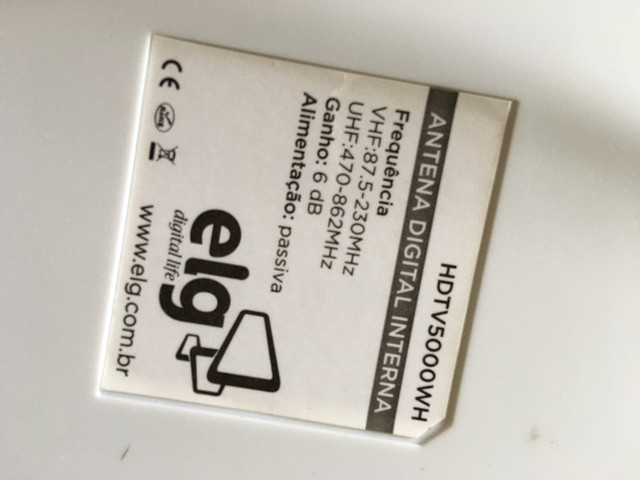 HDTV5000WH
ANTENA DIGITAL INTERNA
Frequência
VHF:87.5-230MHz
UHF:470-862MHz
Ganho: 6 dB
Alimentação: passiva
elg
digital life
www.elg.com.br
CE